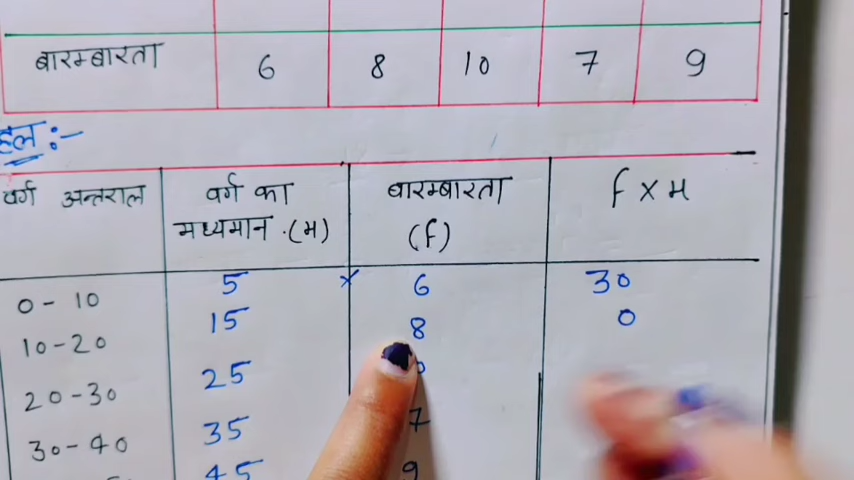 बारम्बारता 6 8 10 7 9
हल :-
वर्ग अन्तराल वर्ग का मध्यमान.(म) बारम्बारता (f) f × म
0-10 5 × 6 30
10-20 15 8 0
20-30 25
30-40 35 7
45 9